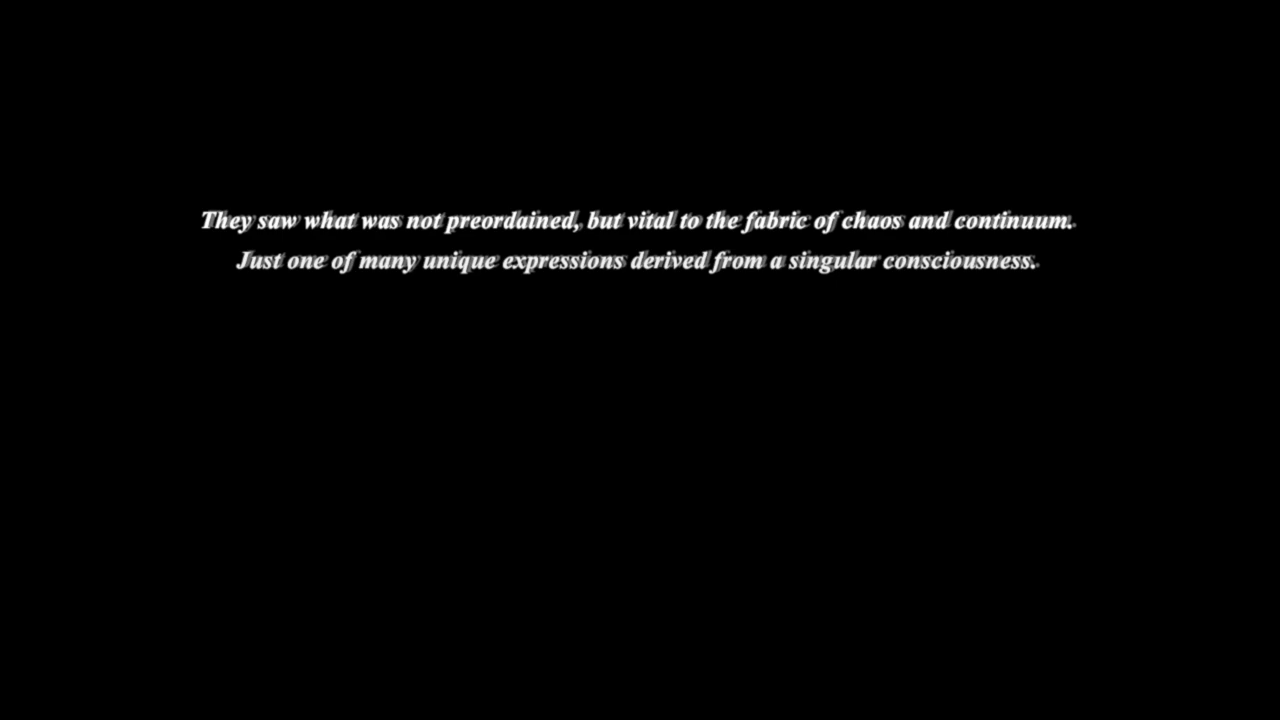 They saw what was not preordained, but vital to the fabric of chaos and continuum.
Just one of many unique expressions derived from a singular consciousness.